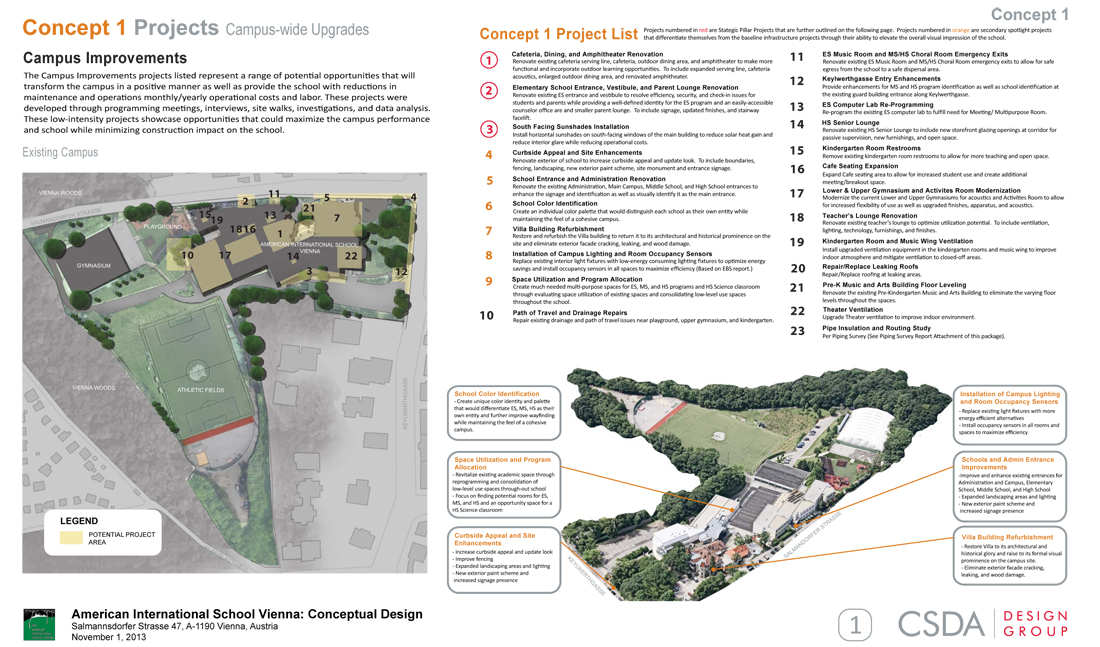 Concept 1
Concept 1 Projects Campus-wide Upgrades
Campus Improvements
The Campus Improvements projects listed represent a range of potential opportunities that will
transform the campus in a positive manner as well as provide the school with reductions in
maintenance and operations monthly/yearly operational costs and labor. These projects were
developed through programming meetings, interviews, site walks, investigations, and data analysis.
These low-intensity projects showcase opportunities that could maximize the campus performance
and school while minimizing construction impact on the school.
Existing Campus
VIENNA WOODS
SALMANDORFER STRASSE
PLAYGROUND
GYMNASIUM
AMERICAN INTERNATIONAL SCHOOL
VIENNA
11
2
5
4
15
19
13
21
7
18 16
10
17
14
22
3
12
VIENNA WOODS
ATHLETIC FIELDS
KEYLWERTHGASSE
LEGEND
POTENTIAL PROJECT
AREA
Concept 1 Project List
Projects numbered in red are Stategic Pillar Projects that are further outlined on the following page. Projects numbered in orange are secondary spotlight projects
that differentiate themselves from the baseline infrastructure projects through their ability to elevate the overall visual impression of the school.
1
Cafeteria, Dining, and Amphitheater Renovation
Renovate existing cafeteria serving line, cafeteria, outdoor dining area, and amphitheater to make more
functional and incorporate outdoor learning opportunities. To include expanded serving line, cafeteria
acoustics, enlarged outdoor dining area, and renovated amphitheater.
2
Elementary School Entrance, Vestibule, and Parent Lounge Renovation
Renovate existing ES entrance and vestibule to resolve efficiency, security, and check-in issues for
students and parents while providing a well-defined identity for the ES program and an easily-accessible
counselor office are and smaller parent lounge. To include signage, updated finishes, and stairway
facelift.
3
South Facing Sunshades Installation
Install horizontal sunshades on south-facing windows of the main building to reduce solar heat gain and
reduce interior glare while reducing operational costs.
4
Curbside Appeal and Site Enhancements
Renovate exterior of school to increase curbside appeal and update look. To include boundaries,
fencing, landscaping, new exterior paint scheme, site monument and entrance signage.
5
School Entrance and Administration Renovation
Renovate the existing Administration, Main Campus, Middle School, and High School entrances to
enhance the signage and identification as well as visually identify it as the main entrance.
6
School Color Identification
Create an individual color palette that would distinguish each school as their own entity while
maintaining the feel of a cohesive campus.
7
Villa Building Refurbishment
Restore and refurbish the Villa building to return it to its architectural and historical prominence on the
site and eliminate exterior facade cracking, leaking, and wood damage.
8
Installation of Campus Lighting and Room Occupancy Sensors
Replace existing interior light fixtures with low-energy consuming lighting fixtures to optimize energy
savings and install occupancy sensors in all spaces to maximize efficiency (Based on EBS report.)
9
Space Utilization and Program Allocation
Create much needed multi-purpose spaces for ES, MS, and HS programs and HS Science classroom
through evaluating space utilization of existing spaces and consolidating low-level use spaces
throughout the school.
10
Path of Travel and Drainage Repairs
Repair existing drainage and path of travel issues near playground, upper gymnasium, and kindergarten.
11
ES Music Room and MS/HS Choral Room Emergency Exits
Renovate existing ES Music Room and MS/HS Choral Room emergency exits to allow for safe
egress from the school to a safe dispersal area.
12
Keylwerthgasse Entry Enhancements
Provide enhancements for MS and HS program identification as well as school identification at
the existing guard building entrance along Keylwerthgasse.
13
ES Computer Lab Re-Programming
Re-program the existing ES computer lab to fulfill need for Meeting/ Multipurpose Room.
14
HS Senior Lounge
Renovate existing HS Senior Lounge to include new storefront glazing openings at corridor for
passive supervision, new furnishings, and open space.
15
Kindergarten Room Restrooms
Remove existing kindergarten room restrooms to allow for more teaching and open space.
16
Cafe Seating Expansion
Expand Cafe seating area to allow for increased student use and create additional
meeting/breakout space.
17
Lower & Upper Gymnasium and Activites Room Modernization
Modernize the current Lower and Upper Gymnasiums for acoustics and Activities Room to allow
for increased flexibility of use as well as upgraded finishes, apparatus, and acoustics.
18
Teacher's Lounge Renovation
Renovate existing teacher's lounge to optimize utilization potential. To include ventilation,
lighting, technology, furnishings, and finishes.
19
Kindergarten Room and Music Wing Ventilation
Install upgraded ventilation equipment in the kindergarten rooms and music wing to improve
indoor atmosphere and mitigate ventilation to closed-off areas.
20
Repair/Replace Leaking Roofs
Repair/Replace roofing at leaking areas.
21
Pre-K Music and Arts Building Floor Leveling
Renovate the existing Pre-Kindergarten Music and Arts Building to eliminate the varying floor
levels throughout the spaces.
22
Theater Ventilation
Upgrade Theater ventilation to improve indoor environment.
23
Pipe Insulation and Routing Study
Per Piping Survey (See Piping Survey Report Attachment of this package).
School Color Identification
- Create unique color identity and palette
that would differentiate ES, MS, HS as their
own entity and further improve wayfinding
while maintaining the feel of a cohesive
campus.
Space Utilization and Program
Allocation
- Revitalize existing academic space through
reprogramming and consolidation of
low-level use spaces through-out school
- Focus on finding potential rooms for ES,
MS, and HS and an opportunity space for a
HS Science classroom
Curbside Appeal and Site
Enhancements
- Increase curbside appeal and update look
- Improve fencing
- Expanded landscaping areas and lighting
- New exterior paint scheme and
increased signage presence
Installation of Campus Lighting
and Room Occupancy Sensors
- Replace existing light fixtures with more
energy efficient alternatives
- Install occupancy sensors in all rooms and
spaces to maximize efficiency
Schools and Admin Entrance
Improvements
-Improve and enhance existing entrances for
Administration and Campus, Elementary
School, Middle School, and High School
- Expanded landscaping areas and lighting
- New exterior paint scheme and
increased signage presence
Villa Building Refurbishment
- Restore Villa to its architectural and
historical glory and raise to its formal visual
prominence on the campus site.
- Eliminate exterior facade cracking,
leaking, and wood damage.
KEYLWERTHGASSE
SALMANDORFER STRASSE
American International School Vienna: Conceptual Design
Salmannsdorfer Strasse 47, A-1190 Vienna, Austria
November 1, 2013
1
CSDA
DESIGN
GROUP